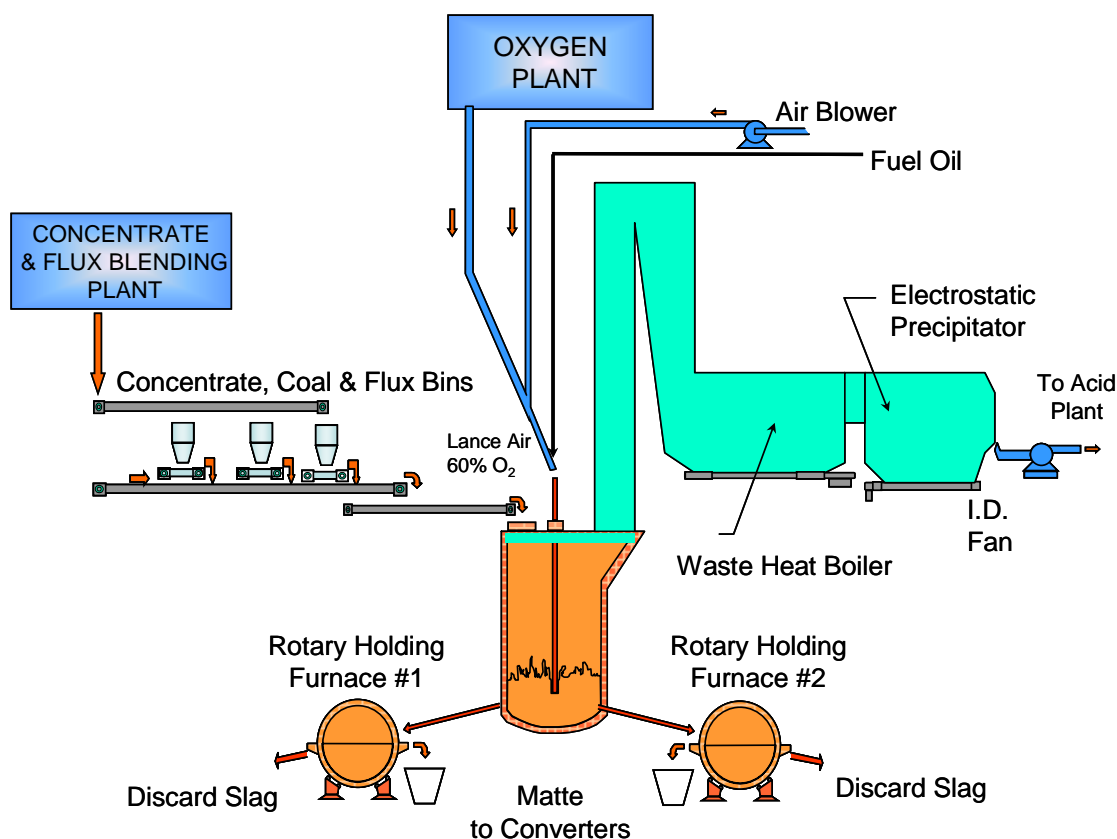 OXYGEN
PLANT
Air Blower
Fuel Oil
CONCENTRATE
& FLUX BLENDING
PLANT
Electrostatic
Precipitator
Concentrate, Coal & Flux Bins
To Acid
Plant
Lance Air
60% O₂
I.D.
Fan
Waste Heat Boiler
Rotary Holding
Furnace #1
Rotary Holding
Furnace #2
Discard Slag
Matte
to Converters
Discard Slag